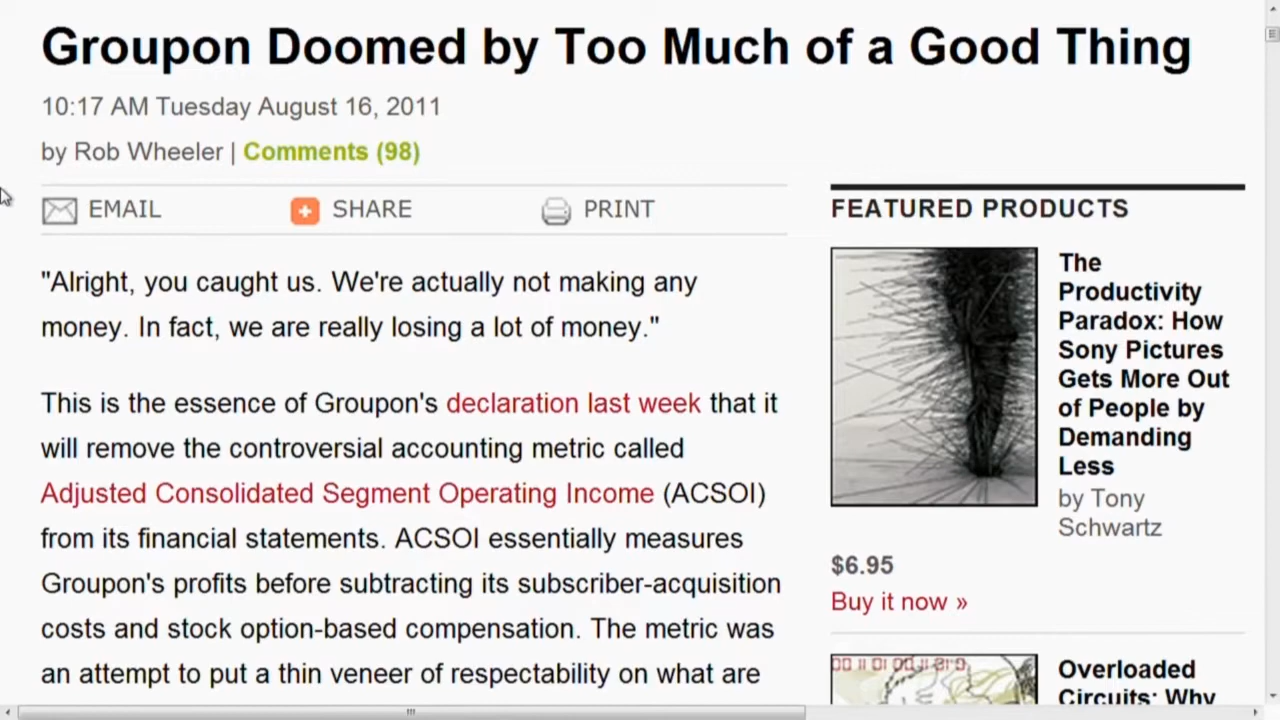 Groupon Doomed by Too Much of a Good Thing
10:17 AM Tuesday August 16, 2011
by Rob Wheeler | Comments (98)
EMAIL SHARE PRINT
"Alright, you caught us. We're actually not making any
money. In fact, we are really losing a lot of money."
This is the essence of Groupon's declaration last week that it
will remove the controversial accounting metric called
Adjusted Consolidated Segment Operating Income (ACSOI)
from its financial statements. ACSOI essentially measures
Groupon's profits before subtracting its subscriber-acquisition
costs and stock option-based compensation. The metric was
an attempt to put a thin veneer of respectability on what are
FEATURED PRODUCTS
The
Productivity
Paradox: How
Sony Pictures
Gets More Out
of People by
Demanding
Less
by Tony
Schwartz
$6.95
Buy it now »
Overloaded
Circuits: Why